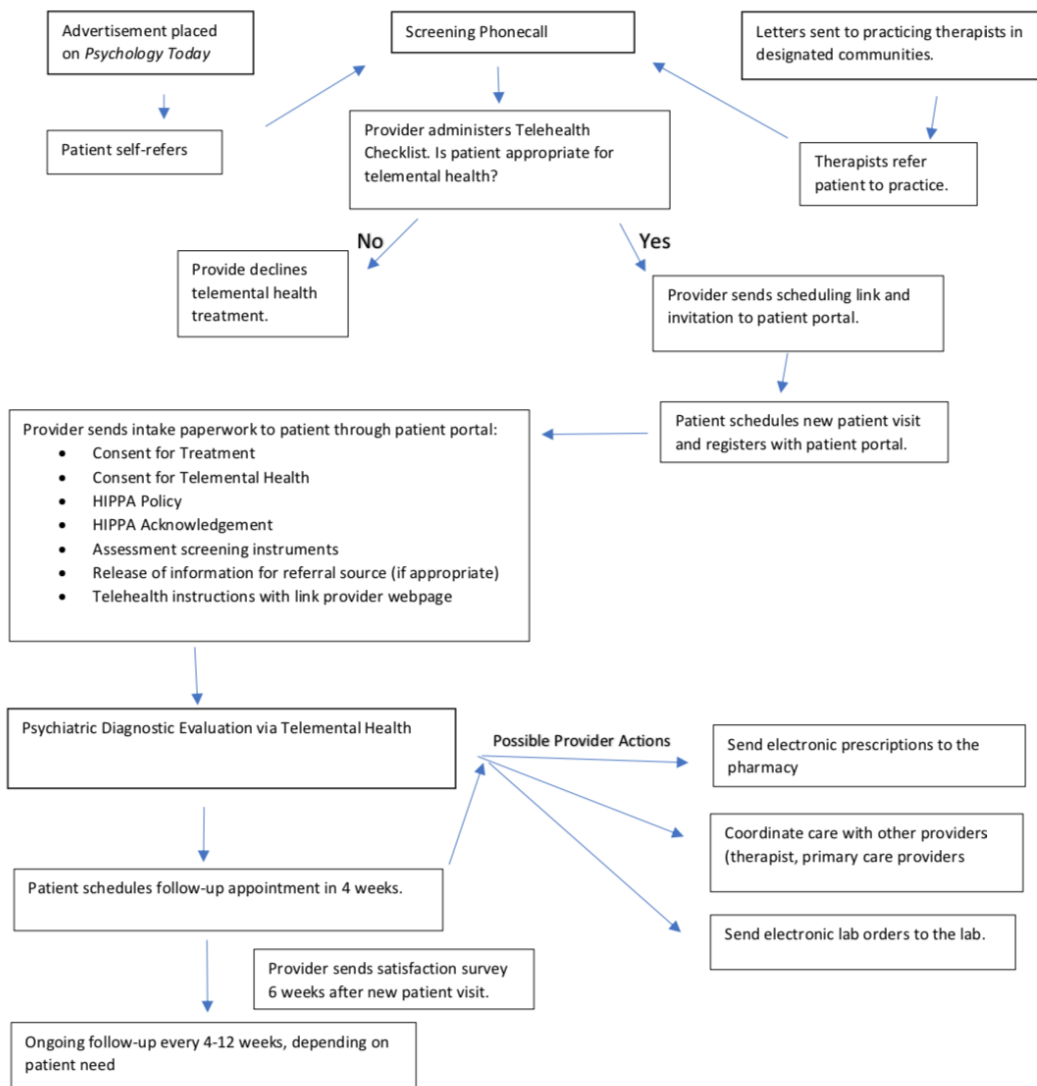 Advertisement placed
on Psychology Today
Screening Phonecall
Letters sent to practicing therapists in
designated communities.
Patient self-refers
Provider administers Telehealth
Checklist. Is patient appropriate for
telemental health?
Therapists refer
patient to practice.
No
Yes
Provide declines
telemental health
treatment.
Provider sends scheduling link and
invitation to patient portal.
Patient schedules new patient visit
and registers with patient portal.
Provider sends intake paperwork to patient through patient portal:
• Consent for Treatment
• Consent for Telemental Health
• HIPPA Policy
• HIPPA Acknowledgement
• Assessment screening instruments
• Release of information for referral source (if appropriate)
• Telehealth instructions with link provider webpage
Psychiatric Diagnostic Evaluation via Telemental Health
Possible Provider Actions
Send electronic prescriptions to the
pharmacy
Coordinate care with other providers
(therapist, primary care providers
Send electronic lab orders to the lab.
Patient schedules follow-up appointment in 4 weeks.
Provider sends satisfaction survey
6 weeks after new patient visit.
Ongoing follow-up every 4-12 weeks, depending on
patient need